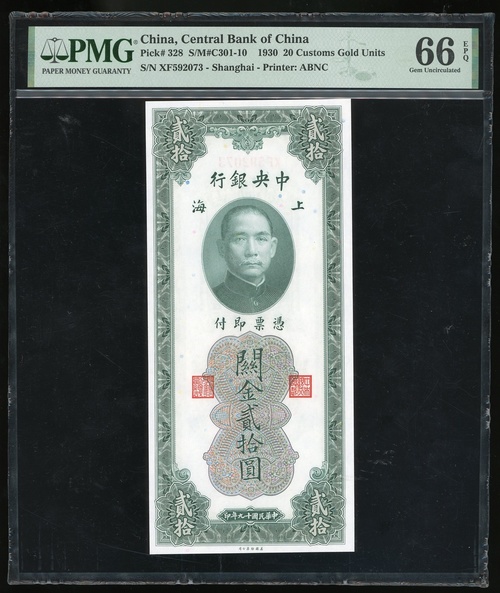 PMG
PAPER MONEY GUARANTY
China, Central Bank of China
Pick# 328 S/M#C301-10 1930 20 Customs Gold Units
S/N XF592073 - Shanghai - Printer: ABNC
66 EPQ
Gem Uncirculated
貳拾 貳拾
行銀央中
海 上
付即票憑
關金貳拾圓
貳拾 貳拾
印年九十國民華中